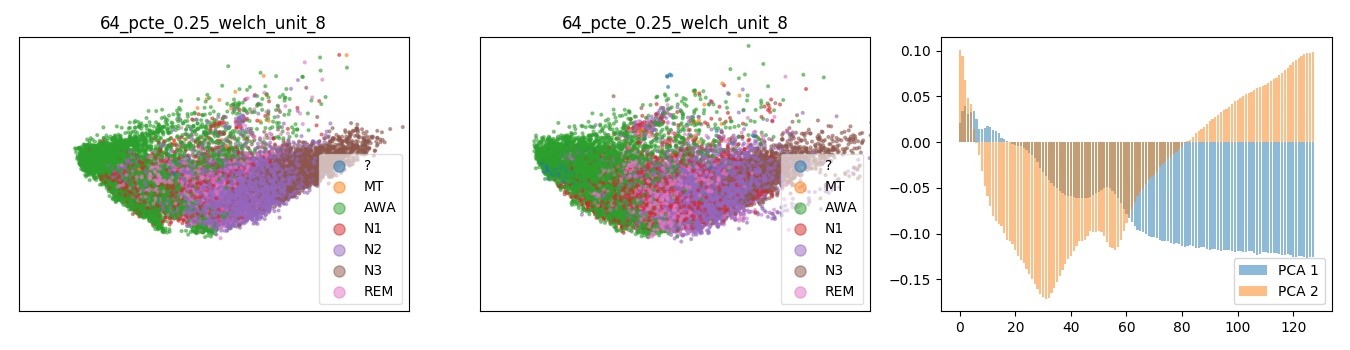 64_pcte_0.25_welch_unit_8
?
MT
AWA
N1
N2
N3
REM
64_pcte_0.25_welch_unit_8
?
MT
AWA
N1
N2
N3
REM
0.10
0.05
0.00
−0.05
−0.10
−0.15
0 20 40 60 80 100 120
PCA 1
PCA 2